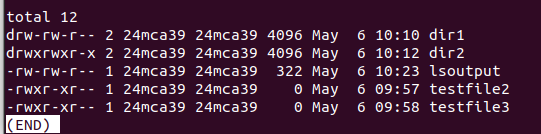 total 12
drw-rw-r-- 2 24mca39 24mca39 4096 May  6 10:10 dir1
drwxrwxr-x 2 24mca39 24mca39 4096 May  6 10:12 dir2
-rw-rw-r-- 1 24mca39 24mca39  322 May  6 10:23 lsoutput
-rwxr-xr-- 1 24mca39 24mca39    0 May  6 09:57 testfile2
-rwxr-xr-- 1 24mca39 24mca39    0 May  6 09:58 testfile3
(END)